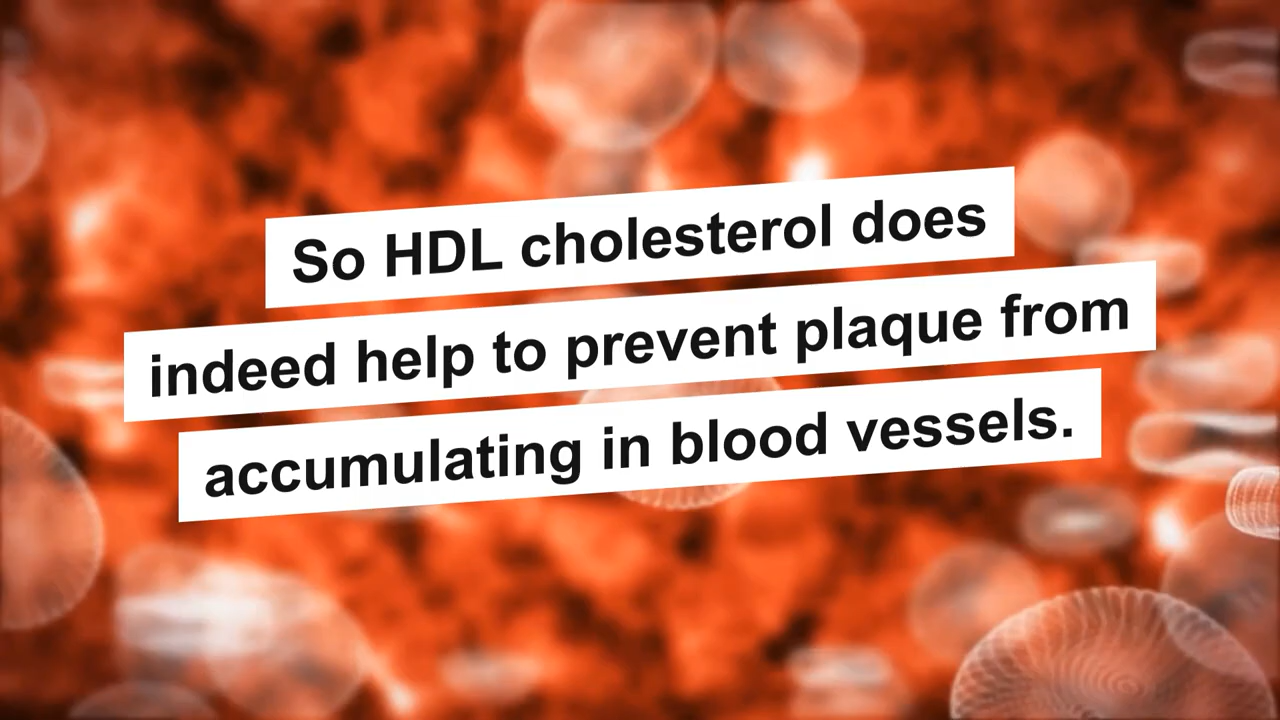 So HDL cholesterol does
indeed help to prevent plaque from
accumulating in blood vessels.